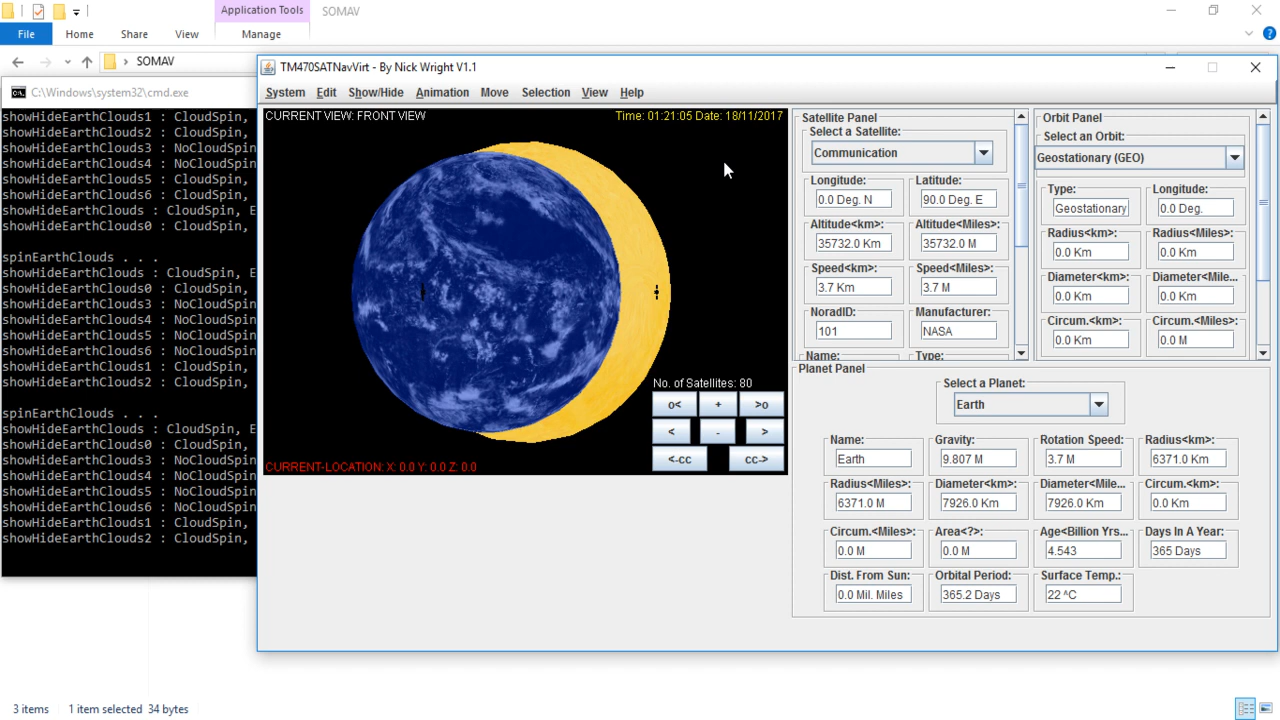 Application Tools
SOMAV
File
Home
Share
View
Manage
SOMAV
C:\Windows\system32\cmd.exe
showHideEarthClouds1 : CloudSpin,
showHideEarthClouds2 : CloudSpin,
showHideEarthClouds3 : NoCloudSpin
showHideEarthClouds4 : NoCloudSpin
showHideEarthClouds5 : NoCloudSpin
showHideEarthClouds6 : NoCloudSpin
showHideEarthClouds : CloudSpin, E
showHideEarthClouds0 : CloudSpin,
spinEarthClouds . . .
showHideEarthClouds : CloudSpin, E
showHideEarthClouds0 : CloudSpin,
showHideEarthClouds3 : NoCloudSpin
showHideEarthClouds4 : NoCloudSpin
showHideEarthClouds5 : NoCloudSpin
showHideEarthClouds6 : NoCloudSpin
showHideEarthClouds1 : CloudSpin,
showHideEarthClouds2 : CloudSpin,
spinEarthClouds . . .
showHideEarthClouds : CloudSpin, E
showHideEarthClouds0 : CloudSpin,
showHideEarthClouds3 : NoCloudSpin
showHideEarthClouds4 : NoCloudSpin
showHideEarthClouds5 : NoCloudSpin
showHideEarthClouds6 : NoCloudSpin
showHideEarthClouds1 : CloudSpin,
showHideEarthClouds2 : CloudSpin,
TM470SATNavVirt - By Nick Wright V1.1
System Edit Show/Hide Animation Move Selection View Help
CURRENT VIEW: FRONT VIEW
Time: 01:21:05 Date: 18/11/2017
No. of Satellites: 80
o< + >o
< - >
<-cc cc->
CURRENT-LOCATION: X: 0.0 Y: 0.0 Z: 0.0
Satellite Panel
Select a Satellite:
Communication
Longitude: Latitude:
0.0 Deg. N 90.0 Deg. E
Altitude<km>: Altitude<Miles>:
35732.0 Km 35732.0 M
Speed<km>: Speed<Miles>:
3.7 Km 3.7 M
NoradID: Manufacturer:
101 NASA
Name: Type:
Orbit Panel
Select an Orbit:
Geostationary (GEO)
Type: Longitude:
Geostationary 0.0 Deg.
Radius<km>: Radius<Miles>:
0.0 Km 0.0 Km
Diameter<km>: Diameter<Mile...
0.0 Km 0.0 Km
Circum.<km>: Circum.<Miles>:
0.0 Km 0.0 M
Planet Panel
Select a Planet:
Earth
Name: Gravity: Rotation Speed: Radius<km>:
Earth 9.807 M 3.7 M 6371.0 Km
Radius<Miles>: Diameter<km>: Diameter<Mile... Circum.<km>:
6371.0 M 7926.0 Km 7926.0 Km 0.0 Km
Circum.<Miles>: Area<?>: Age<Billion Yrs... Days In A Year:
0.0 M 0.0 M 4.543 365 Days
Dist. From Sun: Orbital Period: Surface Temp.:
0.0 Mil. Miles 365.2 Days 22 ^C
3 items 1 item selected 34 bytes